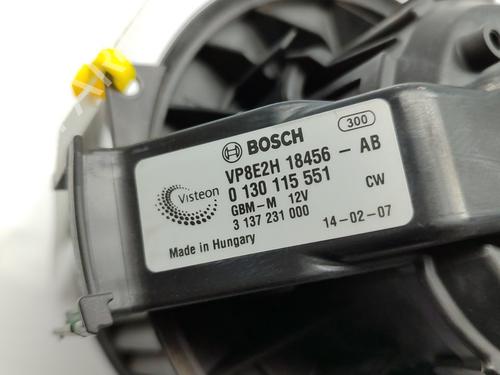 BOSCH
300
VP8E2H 18456 - AB
Visteon
0 130 115 551
CW
GBM-M 12V
3 137 231 000
14-02-07
Made in Hungary